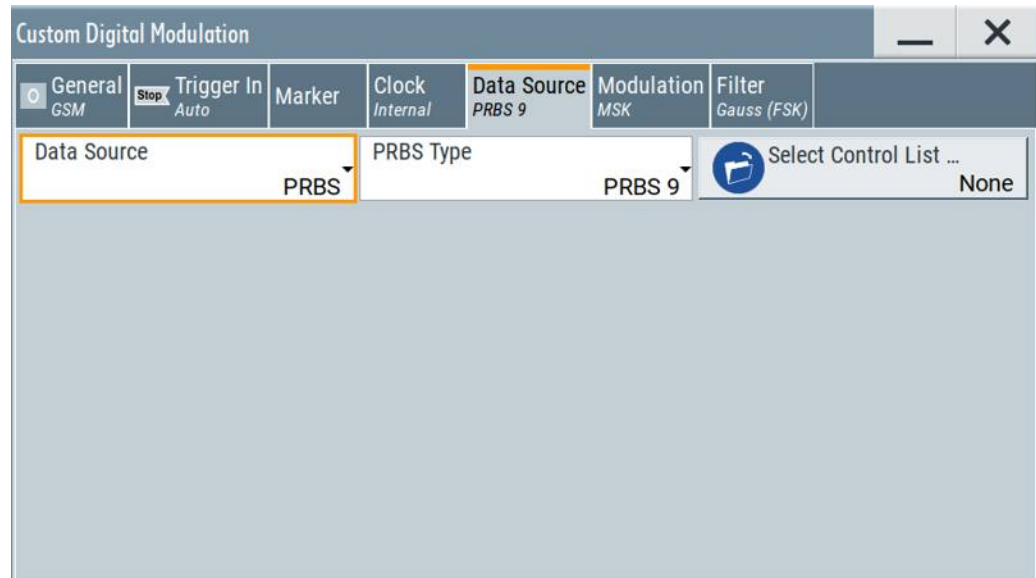 Custom Digital Modulation
O General
GSM
Stop Trigger In
Auto
Marker
Clock
Internal
Data Source
PRBS 9
Modulation
MSK
Filter
Gauss (FSK)
Data Source
PRBS
PRBS Type
PRBS 9
Select Control List ...
None